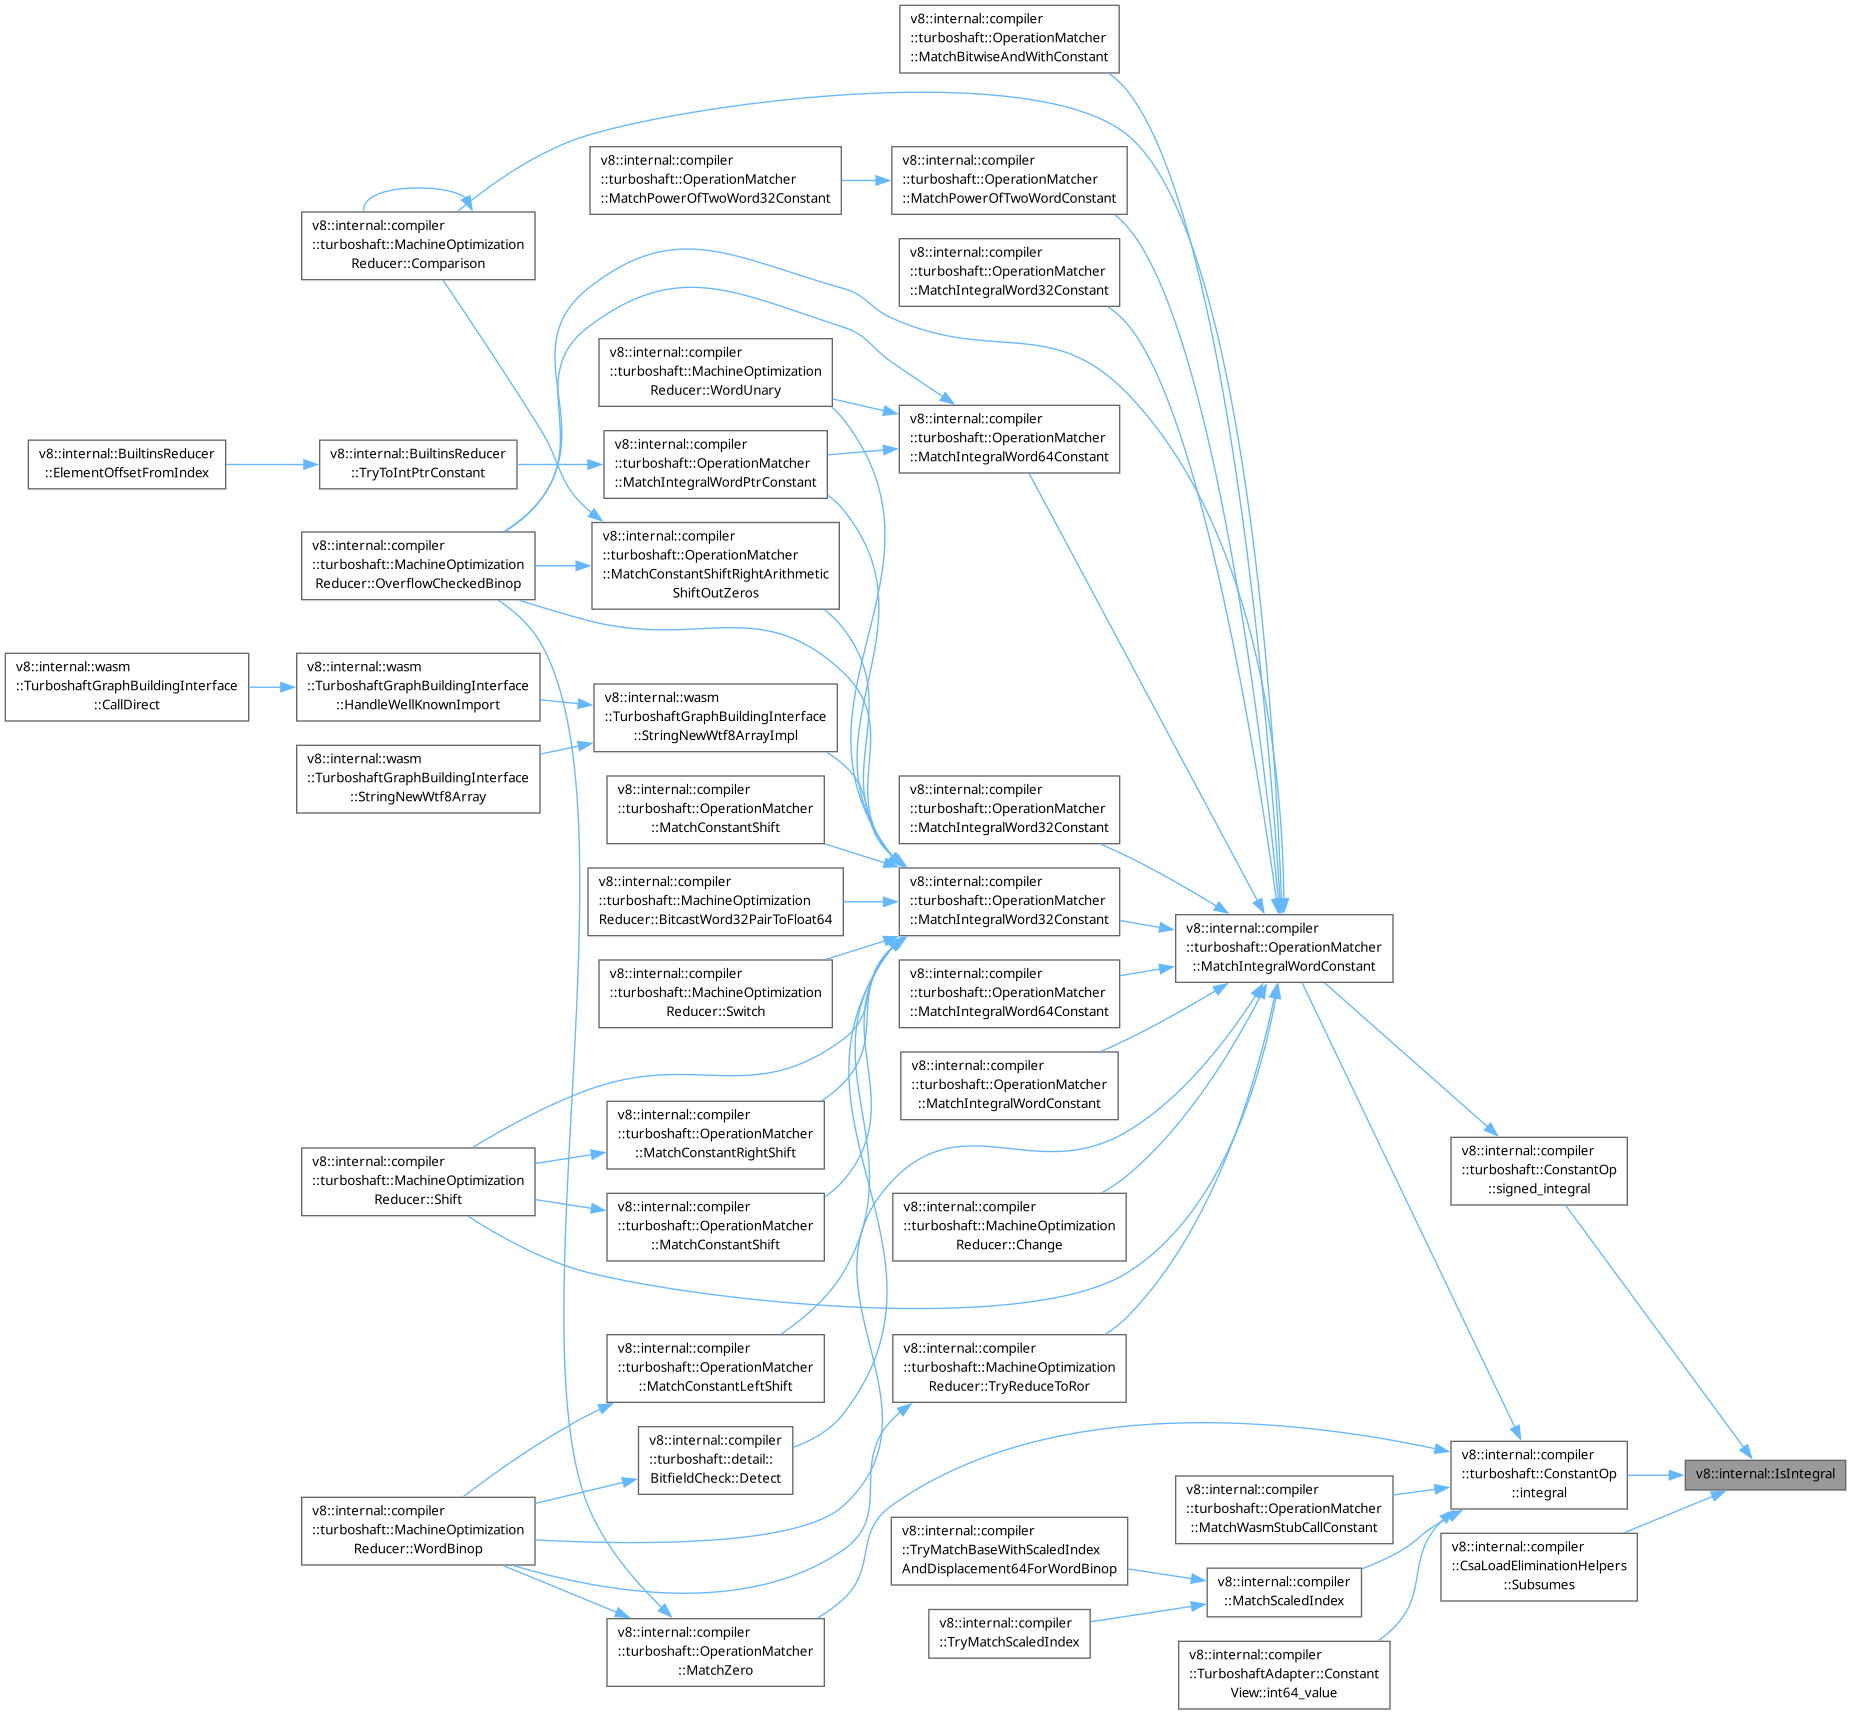 v8::internal::compiler
::turboshaft::OperationMatcher
::MatchBitwiseAndWithConstant
v8::internal::compiler
::turboshaft::OperationMatcher
::MatchPowerOfTwoWord32Constant
v8::internal::compiler
::turboshaft::OperationMatcher
::MatchPowerOfTwoWordConstant
v8::internal::compiler
::turboshaft::MachineOptimization
Reducer::Comparison
v8::internal::compiler
::turboshaft::OperationMatcher
::MatchIntegralWord32Constant
v8::internal::compiler
::turboshaft::MachineOptimization
Reducer::WordUnary
v8::internal::compiler
::turboshaft::OperationMatcher
::MatchIntegralWord64Constant
v8::internal::BuiltinsReducer
::ElementOffsetFromIndex
v8::internal::BuiltinsReducer
::TryToIntPtrConstant
v8::internal::compiler
::turboshaft::OperationMatcher
::MatchIntegralWordPtrConstant
v8::internal::compiler
::turboshaft::MachineOptimization
Reducer::OverflowCheckedBinop
v8::internal::compiler
::turboshaft::OperationMatcher
::MatchConstantShiftRightArithmetic
ShiftOutZeros
v8::internal::wasm
::TurboshaftGraphBuildingInterface
::CallDirect
v8::internal::wasm
::TurboshaftGraphBuildingInterface
::HandleWellKnownImport
v8::internal::wasm
::TurboshaftGraphBuildingInterface
::StringNewWtf8ArrayImpl
v8::internal::wasm
::TurboshaftGraphBuildingInterface
::StringNewWtf8Array
v8::internal::compiler
::turboshaft::OperationMatcher
::MatchConstantShift
v8::internal::compiler
::turboshaft::OperationMatcher
::MatchIntegralWord32Constant
v8::internal::compiler
::turboshaft::MachineOptimization
Reducer::BitcastWord32PairToFloat64
v8::internal::compiler
::turboshaft::OperationMatcher
::MatchIntegralWord32Constant
v8::internal::compiler
::turboshaft::OperationMatcher
::MatchIntegralWordConstant
v8::internal::compiler
::turboshaft::MachineOptimization
Reducer::Switch
v8::internal::compiler
::turboshaft::OperationMatcher
::MatchIntegralWord64Constant
v8::internal::compiler
::turboshaft::OperationMatcher
::MatchIntegralWordConstant
v8::internal::compiler
::turboshaft::OperationMatcher
::MatchConstantRightShift
v8::internal::compiler
::turboshaft::MachineOptimization
Reducer::Shift
v8::internal::compiler
::turboshaft::ConstantOp
::signed_integral
v8::internal::compiler
::turboshaft::OperationMatcher
::MatchConstantShift
v8::internal::compiler
::turboshaft::MachineOptimization
Reducer::Change
v8::internal::compiler
::turboshaft::OperationMatcher
::MatchConstantLeftShift
v8::internal::compiler
::turboshaft::MachineOptimization
Reducer::TryReduceToRor
v8::internal::compiler
::turboshaft::detail::
BitfieldCheck::Detect
v8::internal::compiler
::turboshaft::ConstantOp
::integral
v8::internal::IsIntegral
v8::internal::compiler
::turboshaft::OperationMatcher
::MatchWasmStubCallConstant
v8::internal::compiler
::turboshaft::MachineOptimization
Reducer::WordBinop
v8::internal::compiler
::TryMatchBaseWithScaledIndex
AndDisplacement64ForWordBinop
v8::internal::compiler
::CsaLoadEliminationHelpers
::Subsumes
v8::internal::compiler
::MatchScaledIndex
v8::internal::compiler
::TryMatchScaledIndex
v8::internal::compiler
::turboshaft::OperationMatcher
::MatchZero
v8::internal::compiler
::TurboshaftAdapter::Constant
View::int64_value